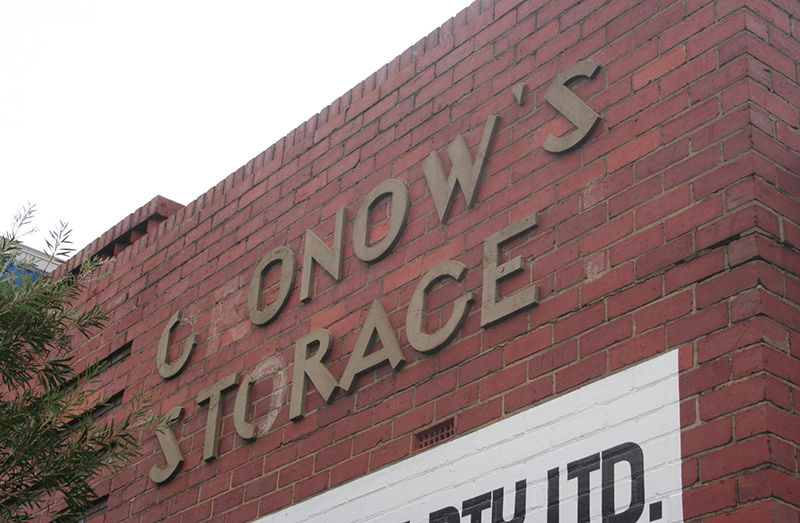 C ONOW'S
STORAGE
PTY LTD.